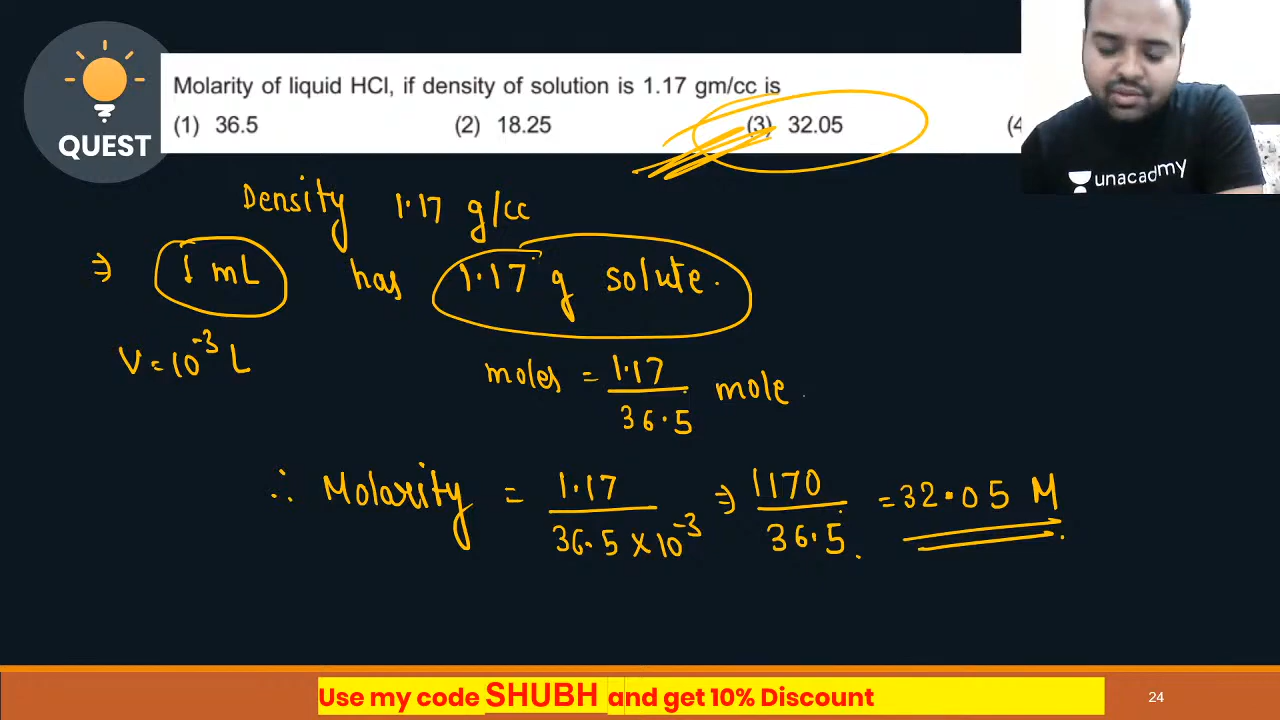 QUEST
Molarity of liquid HCl, if density of solution is 1.17 gm/cc is
(1) 36.5 (2) 18.25 (3) 32.05 (4
unacademy
Density 1.17 g/cc
⇒ 1 mL has 1.17 g solute.
V = 10⁻³ L
moles = 1.17/36.5 mole
∴ Molarity = 1.17/36.5 × 10⁻³ ⇒ 1170/36.5 = 32.05 M
Use my code SHUBH and get 10% Discount
24